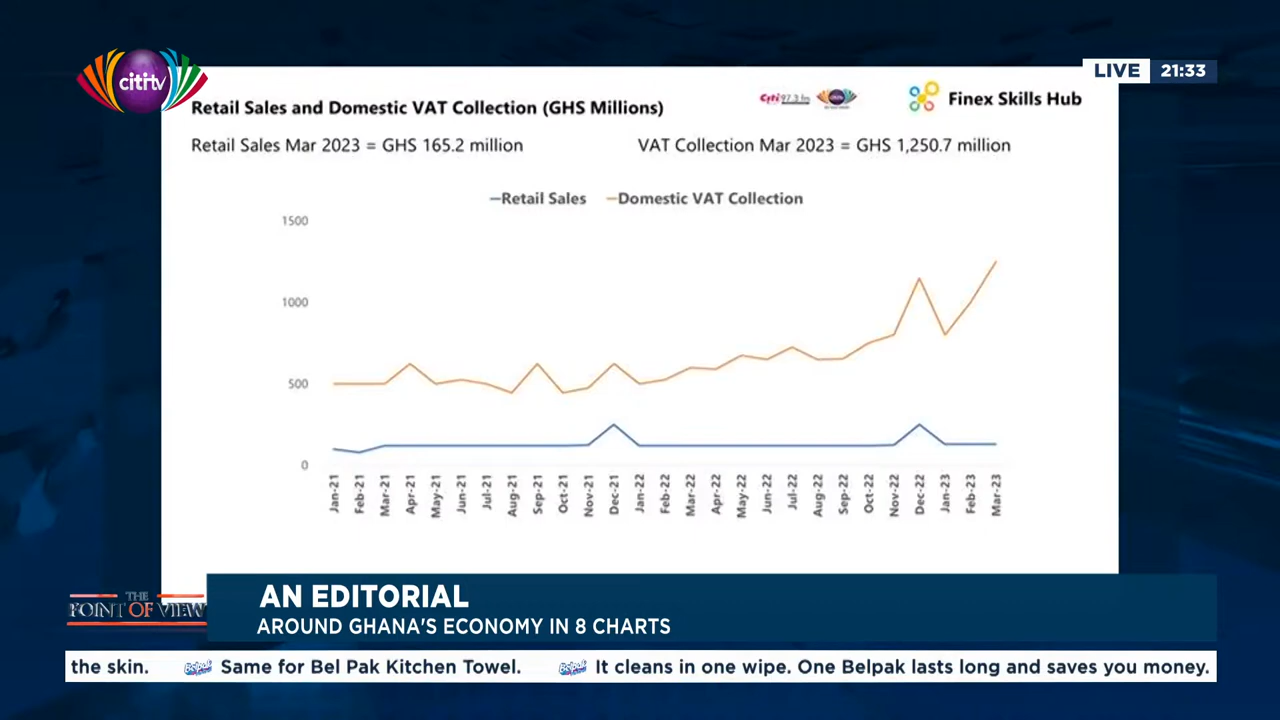 citi tv
LIVE 21:33
Retail Sales and Domestic VAT Collection (GHS Millions)
Citi 97.3 fm
Finex Skills Hub
Retail Sales Mar 2023 = GHS 165.2 million
VAT Collection Mar 2023 = GHS 1,250.7 million
Retail Sales
Domestic VAT Collection
1500
1000
500
0
Jan-21
Feb-21
Mar-21
Apr-21
May-21
Jun-21
Jul-21
Aug-21
Sep-21
Oct-21
Nov-21
Dec-21
Jan-22
Feb-22
Mar-22
Apr-22
May-22
Jun-22
Jul-22
Aug-22
Sep-22
Oct-22
Nov-22
Dec-22
Jan-23
Feb-23
Mar-23
THE
POINT OF VIEW
AN EDITORIAL
AROUND GHANA'S ECONOMY IN 8 CHARTS
the skin. Belpak Same for Bel Pak Kitchen Towel. Belpak It cleans in one wipe. One Belpak lasts long and saves you money.